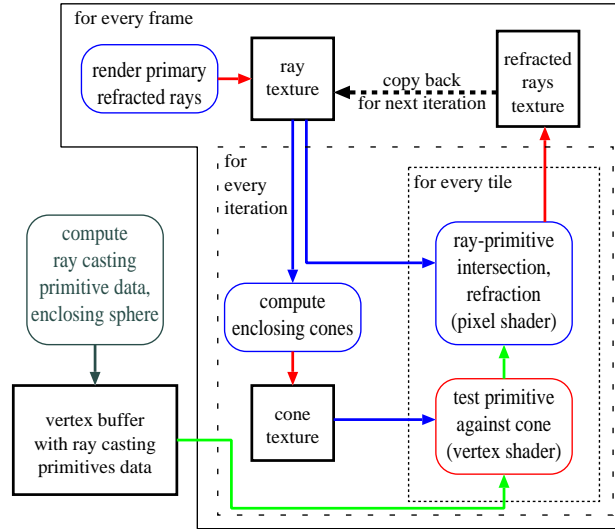 for every frame
render primary
refracted rays
ray
texture
copy back
for next iteration
refracted
rays
texture
for
every
iteration
for every tile
compute
ray casting
primitive data,
enclosing sphere
ray-primitive
intersection,
refraction
(pixel shader)
compute
enclosing cones
vertex buffer
with ray casting
primitives data
cone
texture
test primitive
against cone
(vertex shader)